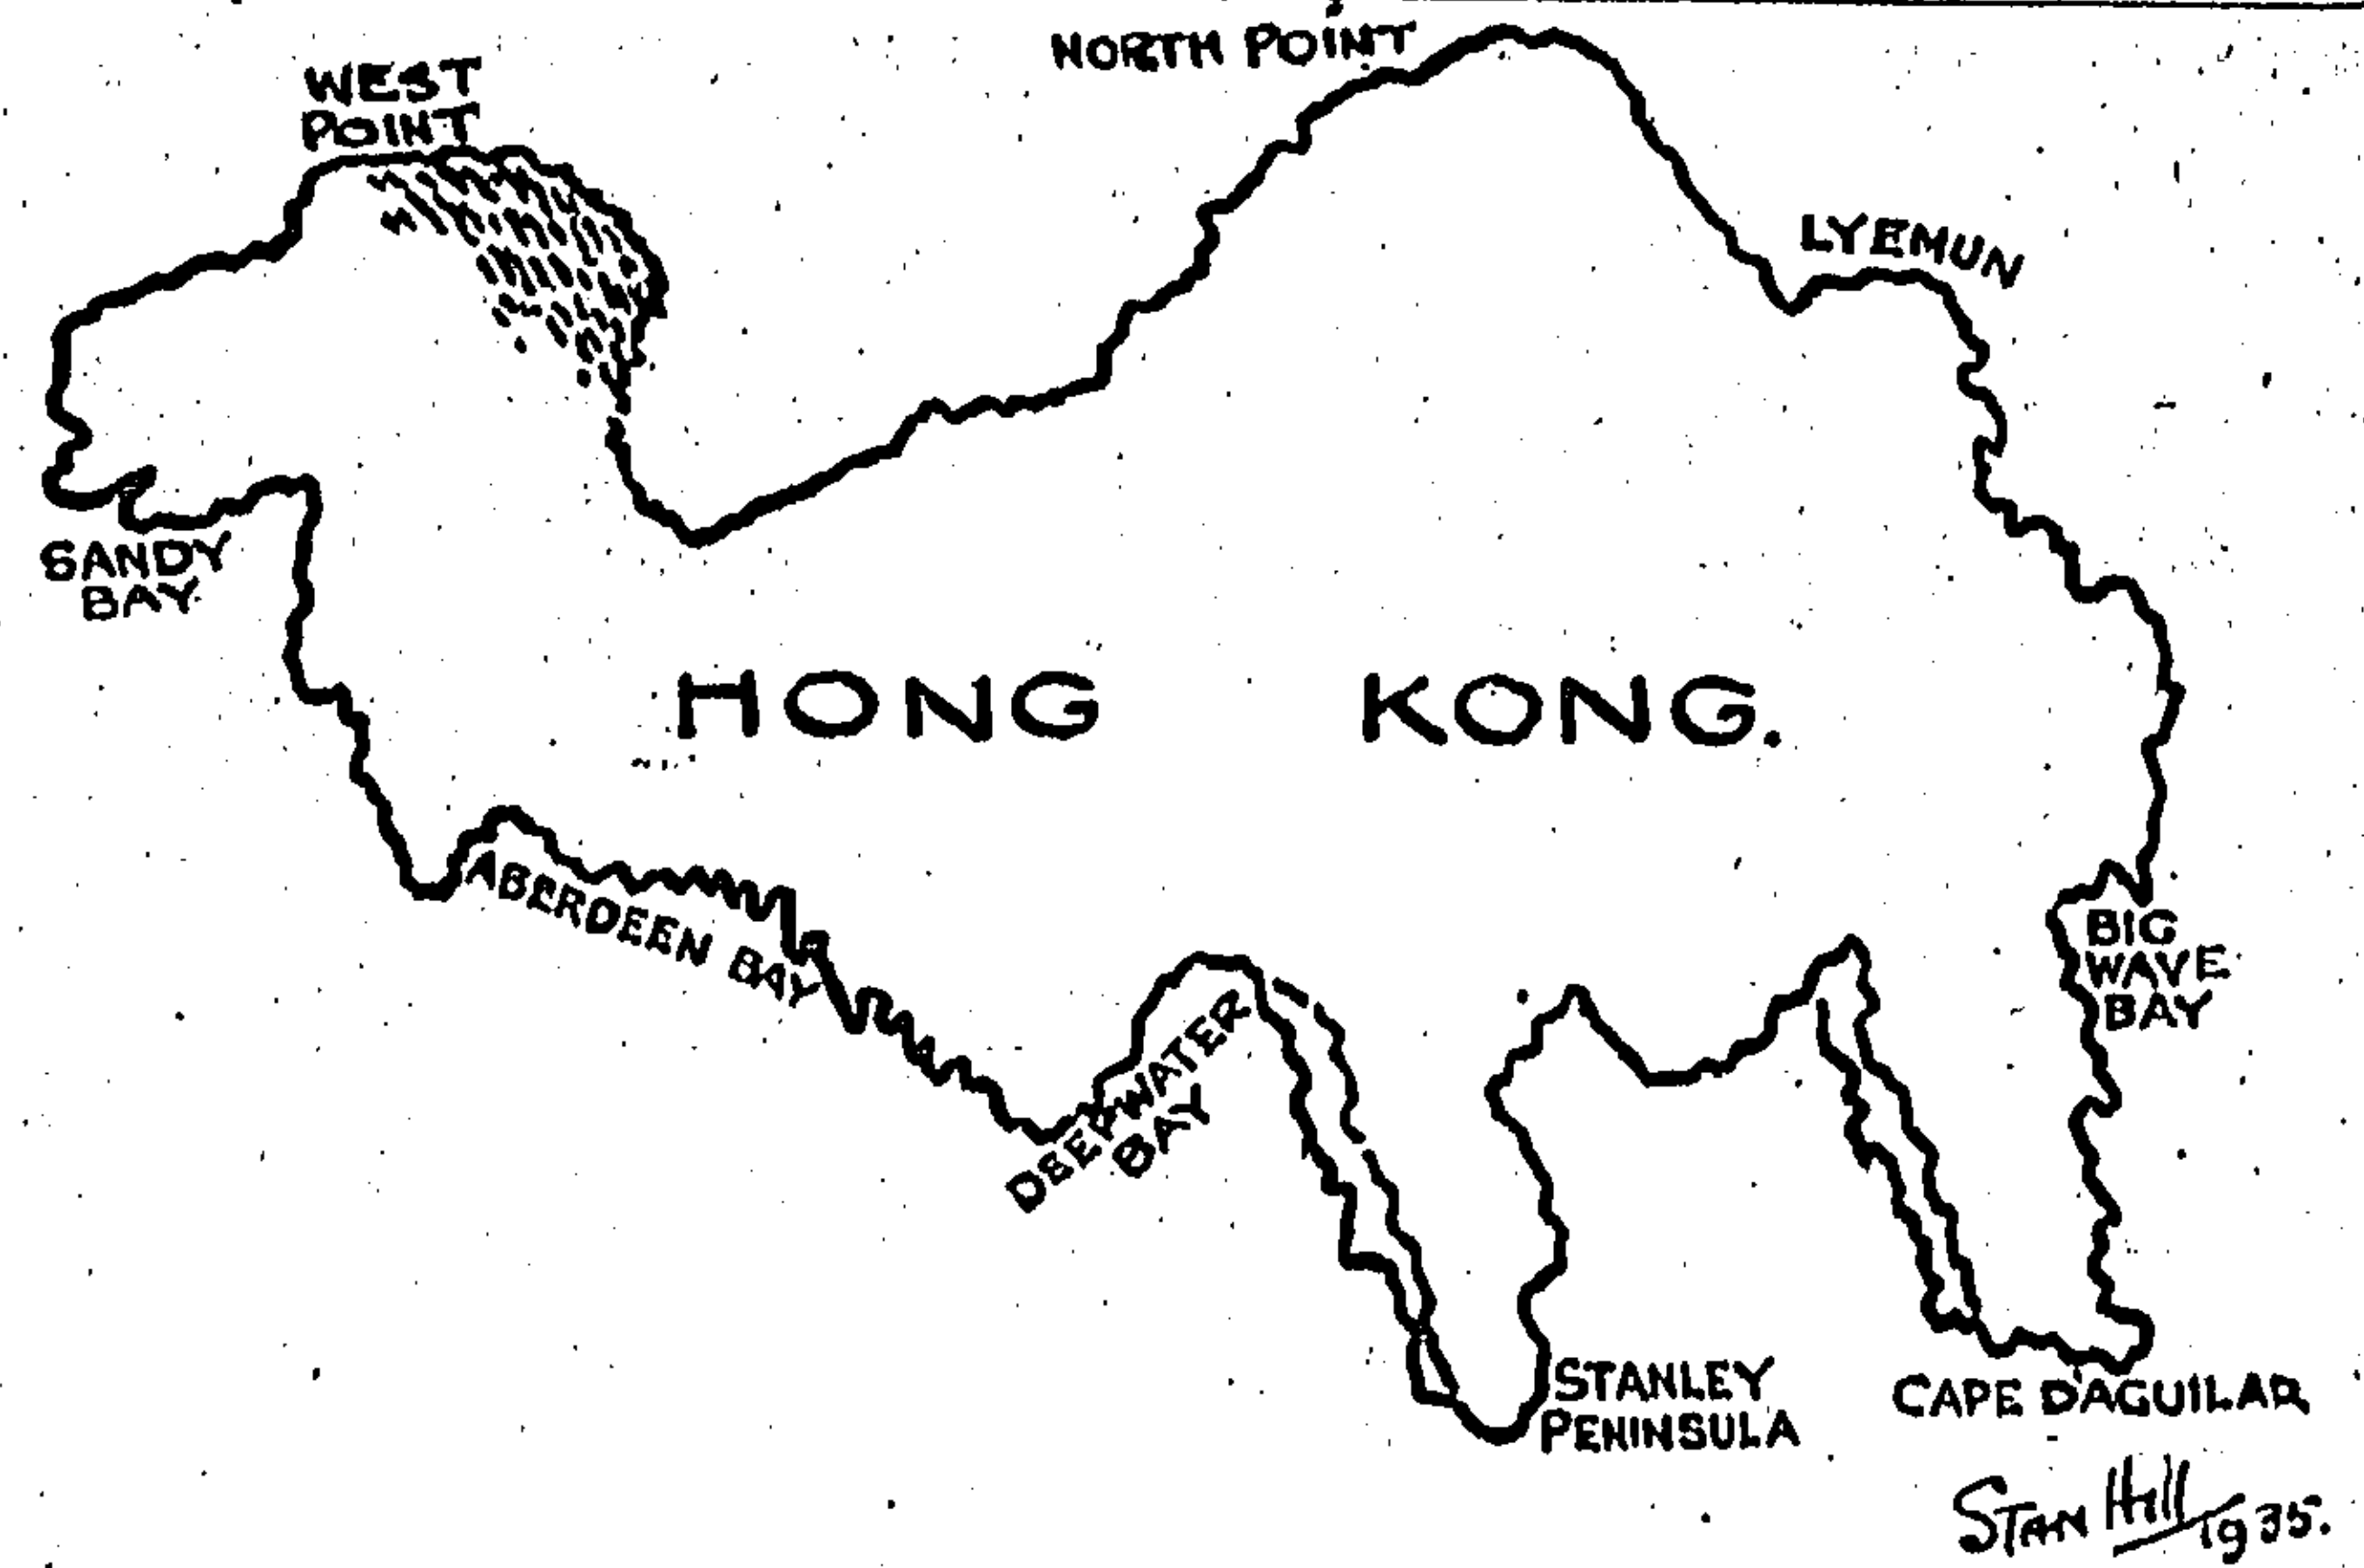 NORTH POINT
WEST
POINT
LYEMUN
SANDY
BAY.
HONG KONG.
ABERDEEN BAY
BIG
WAVE
BAY
DEEPWATER
BAY
STANLEY
PENINSULA
CAPE D'AGUILAR
STAN Hill 1935.